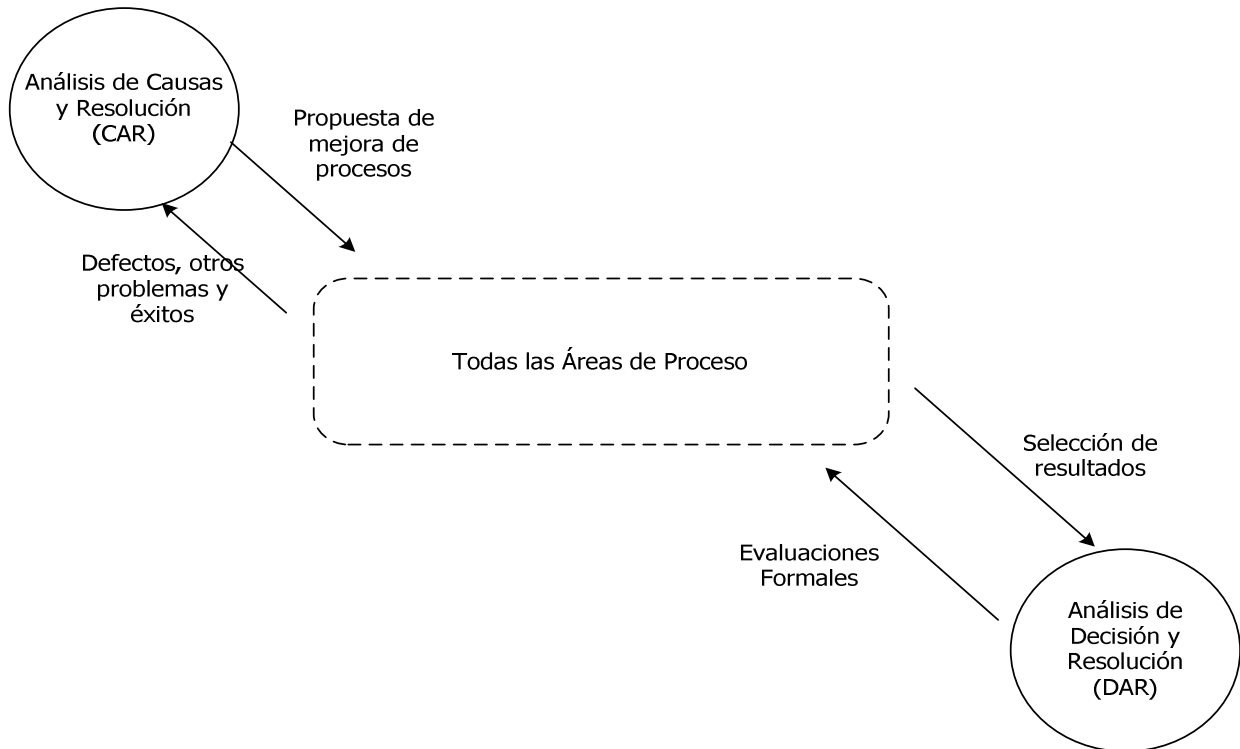 Análisis de Causas
y Resolución
(CAR)
Propuesta de
mejora de
procesos
Defectos, otros
problemas y
éxitos
Todas las Áreas de Proceso
Selección de
resultados
Evaluaciones
Formales
Análisis de
Decisión y
Resolución
(DAR)